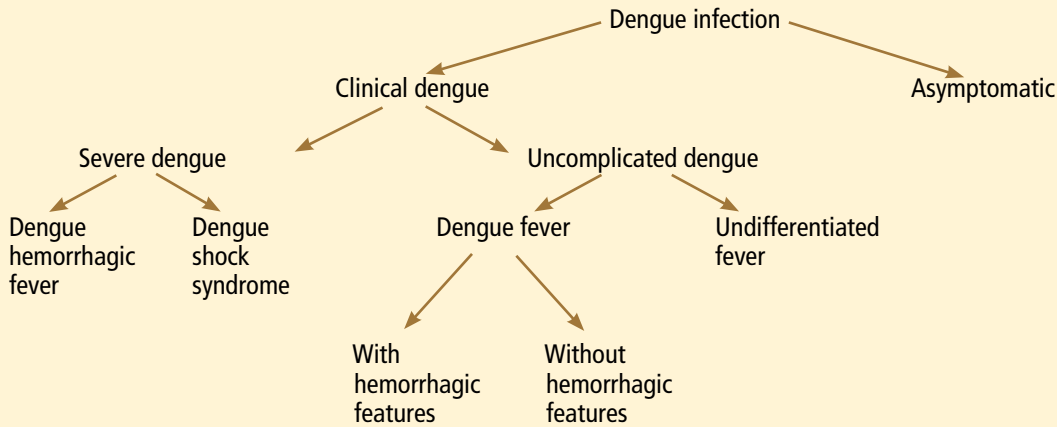 Dengue infection
Clinical dengue
Asymptomatic
Severe dengue
Uncomplicated dengue
Dengue
hemorrhagic
fever
Dengue
shock
syndrome
Dengue fever
Undifferentiated
fever
With
hemorrhagic
features
Without
hemorrhagic
features